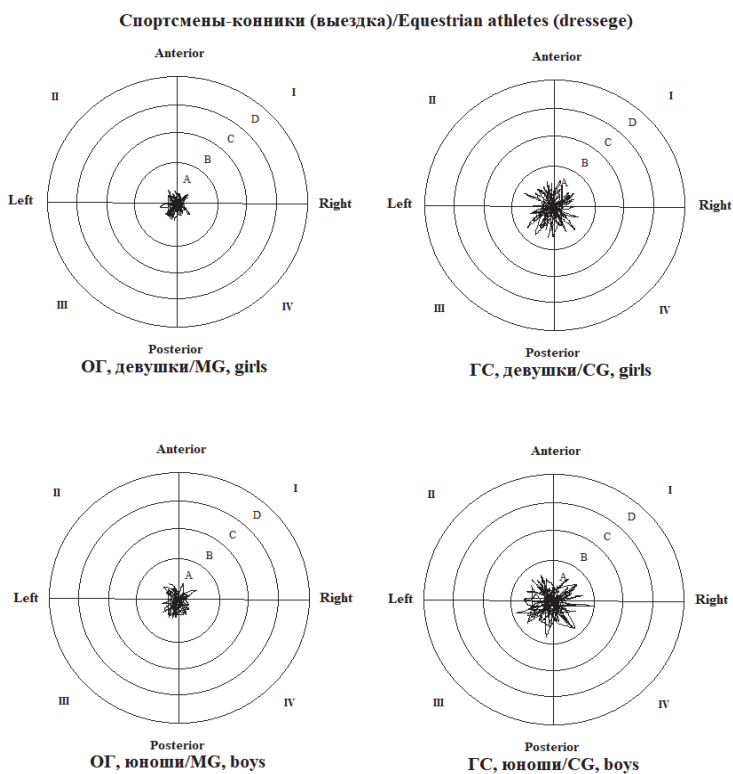 Спортсмены-конники (выездка)/Equestrian athletes (dressege)
Anterior Anterior
II I II I
D D
C C
B B
A A
Left Right Left Right
III IV III IV
Posterior Posterior
ОГ, девушки/MG, girls ГС, девушки/CG, girls
Anterior Anterior
II I II I
D D
C C
B B
A A
Left Right Left Right
III IV III IV
Posterior Posterior
ОГ, юноши/MG, boys ГС, юноши/CG, boys